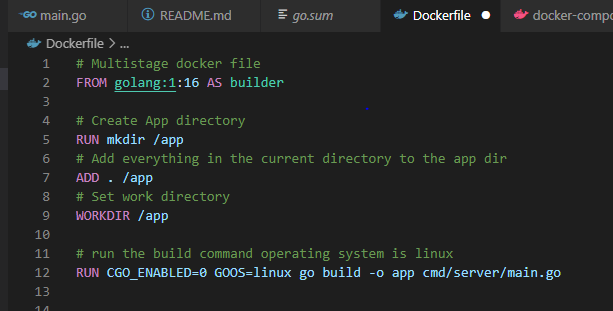 GO main.go README.md go.sum Dockerfile docker-compo
Dockerfile > ...
1 # Multistage docker file
2 FROM golang:1:16 AS builder
3
4 # Create App directory
5 RUN mkdir /app
6 # Add everything in the current directory to the app dir
7 ADD . /app
8 # Set work directory
9 WORKDIR /app
10
11 # run the build command operating system is linux
12 RUN CGO_ENABLED=0 GOOS=linux go build -o app cmd/server/main.go
13
14